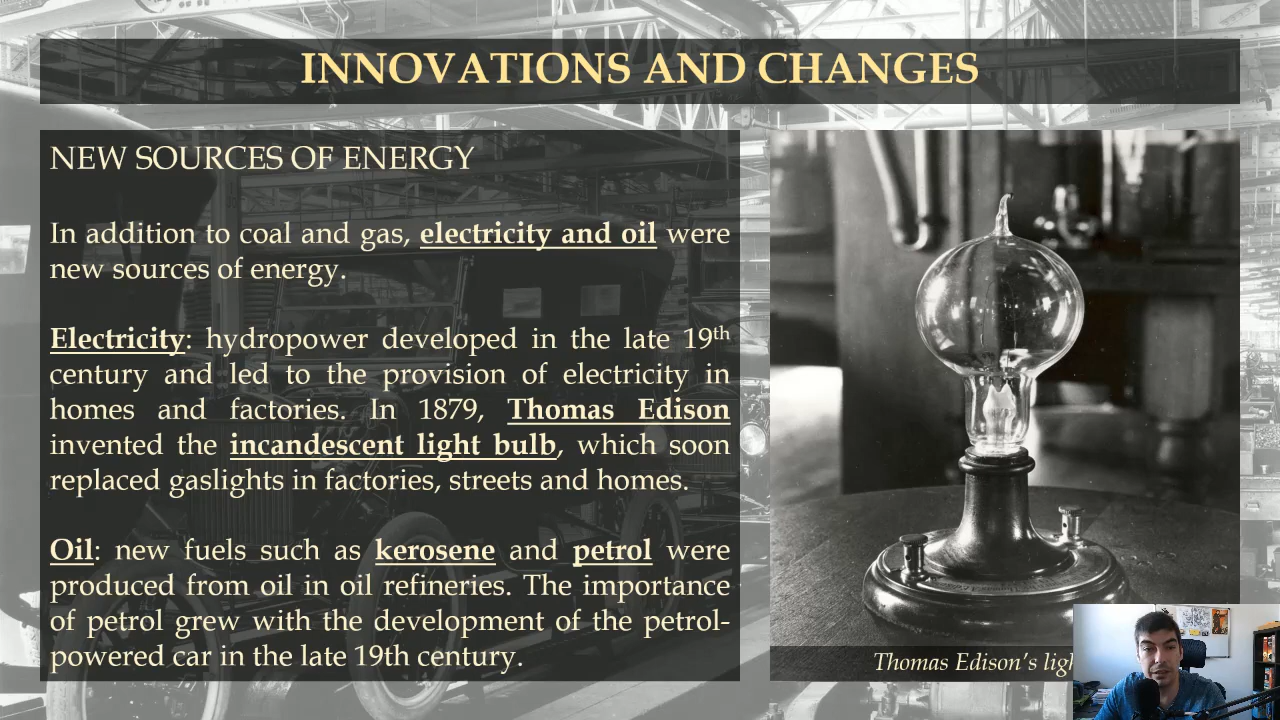 INNOVATIONS AND CHANGES
NEW SOURCES OF ENERGY
In addition to coal and gas, electricity and oil were
new sources of energy.
Electricity: hydropower developed in the late 19th
century and led to the provision of electricity in
homes and factories. In 1879, Thomas Edison
invented the incandescent light bulb, which soon
replaced gaslights in factories, streets and homes.
Oil: new fuels such as kerosene and petrol were
produced from oil in oil refineries. The importance
of petrol grew with the development of the petrol-
powered car in the late 19th century.
Thomas Edison's